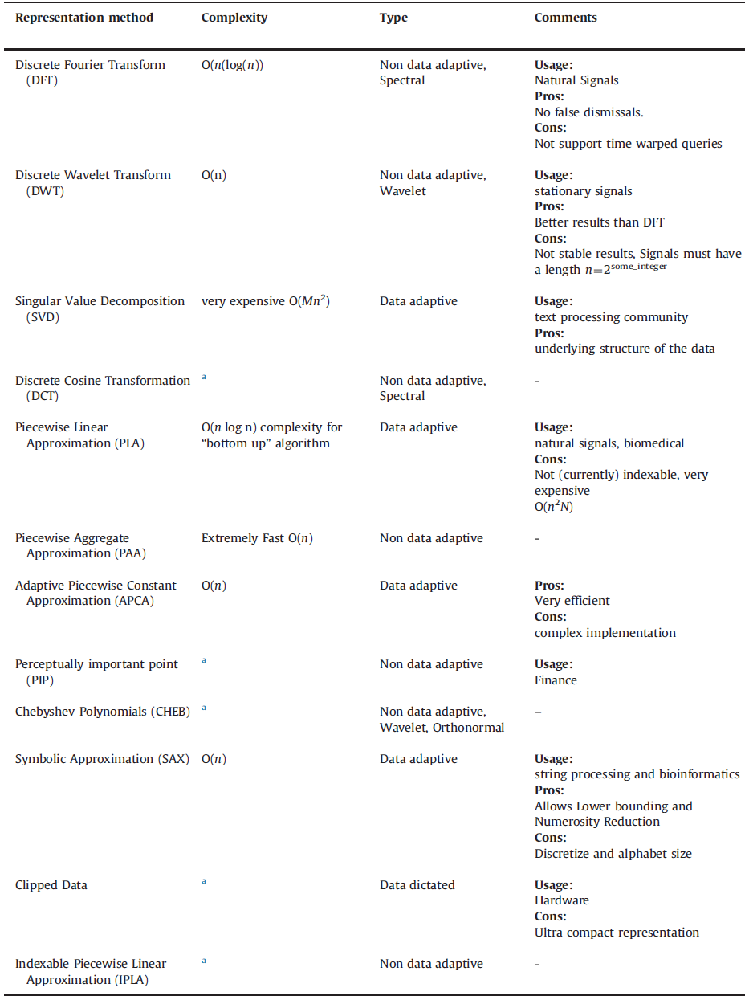 Representation method Complexity Type Comments
Discrete Fourier Transform O(n(log(n)) Non data adaptive, Usage:
(DFT) Spectral Natural Signals
Pros:
No false dismissals.
Cons:
Not support time warped queries
Discrete Wavelet Transform O(n) Non data adaptive, Usage:
(DWT) Wavelet stationary signals
Pros:
Better results than DFT
Cons:
Not stable results, Signals must have
a length n=2^some_integer
Singular Value Decomposition very expensive O(Mn²) Data adaptive Usage:
(SVD) text processing community
Pros:
underlying structure of the data
Discrete Cosine Transformation a Non data adaptive, –
(DCT) Spectral
Piecewise Linear O(n log n) complexity for Data adaptive Usage:
Approximation (PLA) “bottom up” algorithm natural signals, biomedical
Cons:
Not (currently) indexable, very
expensive
O(n²N)
Piecewise Aggregate Extremely Fast O(n) Non data adaptive –
Approximation (PAA)
Adaptive Piecewise Constant O(n) Data adaptive Pros:
Approximation (APCA) Very efficient
Cons:
complex implementation
Perceptually important point a Non data adaptive Usage:
(PIP) Finance
Chebyshev Polynomials (CHEB) a Non data adaptive, –
Wavelet, Orthonormal
Symbolic Approximation (SAX) O(n) Data adaptive Usage:
string processing and bioinformatics
Pros:
Allows Lower bounding and
Numerosity Reduction
Cons:
Discretize and alphabet size
Clipped Data a Data dictated Usage:
Hardware
Cons:
Ultra compact representation
Indexable Piecewise Linear a Non data adaptive –
Approximation (IPLA)